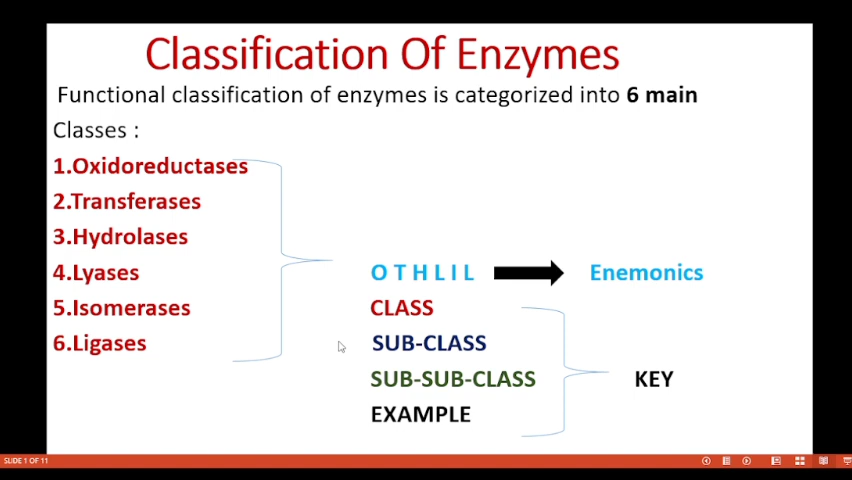 Classification Of Enzymes
Functional classification of enzymes is categorized into 6 main
Classes :
1.Oxidoreductases
2.Transferases
3.Hydrolases
4.Lyases
5.Isomerases
6.Ligases
O T H L I L
Enemonics
CLASS
SUB-CLASS
SUB-SUB-CLASS
EXAMPLE
KEY
SLIDE 1 OF 11